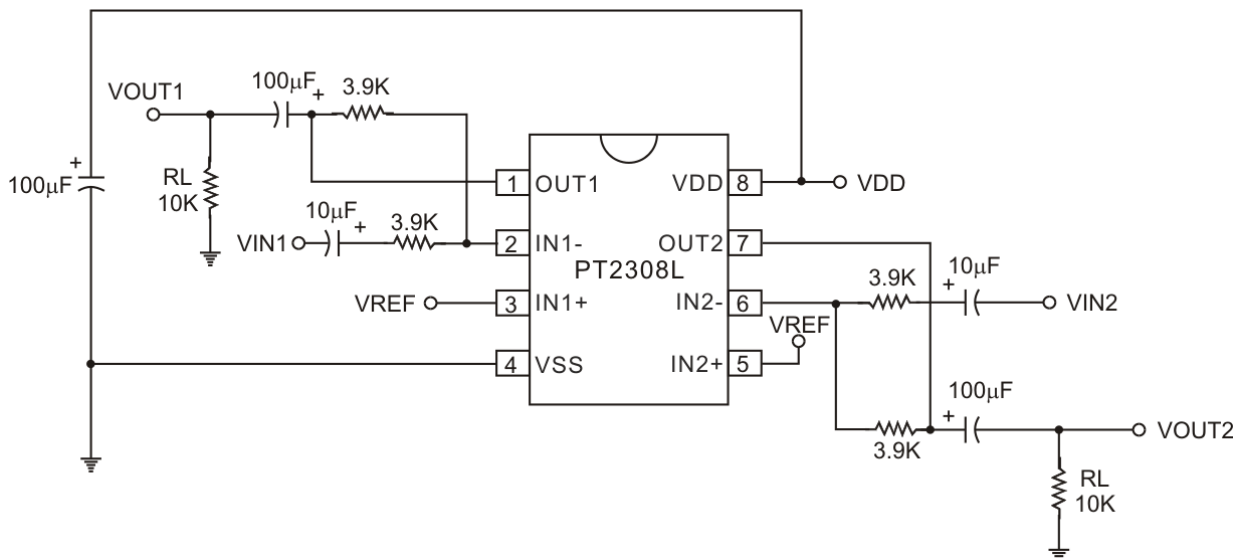 VOUT1
100μF
+
3.9K
+
100μF
RL
10K
VIN1
10μF
+
3.9K
VREF
1
OUT1
2
IN1-
3
IN1+
4
VSS
PT2308L
VDD
8
VDD
OUT2
7
IN2-
6
IN2+
5
VREF
3.9K
+
10μF
VIN2
3.9K
+
100μF
VOUT2
RL
10K